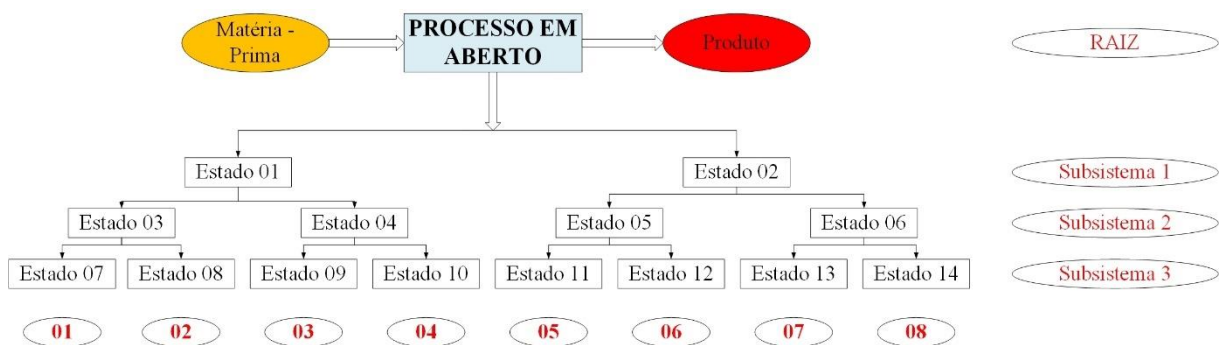 Matéria -
Prima
PROCESSO EM
ABERTO
Produto
RAIZ
Estado 01
Estado 02
Subsistema 1
Estado 03
Estado 04
Estado 05
Estado 06
Subsistema 2
Estado 07
Estado 08
Estado 09
Estado 10
Estado 11
Estado 12
Estado 13
Estado 14
Subsistema 3
01
02
03
04
05
06
07
08